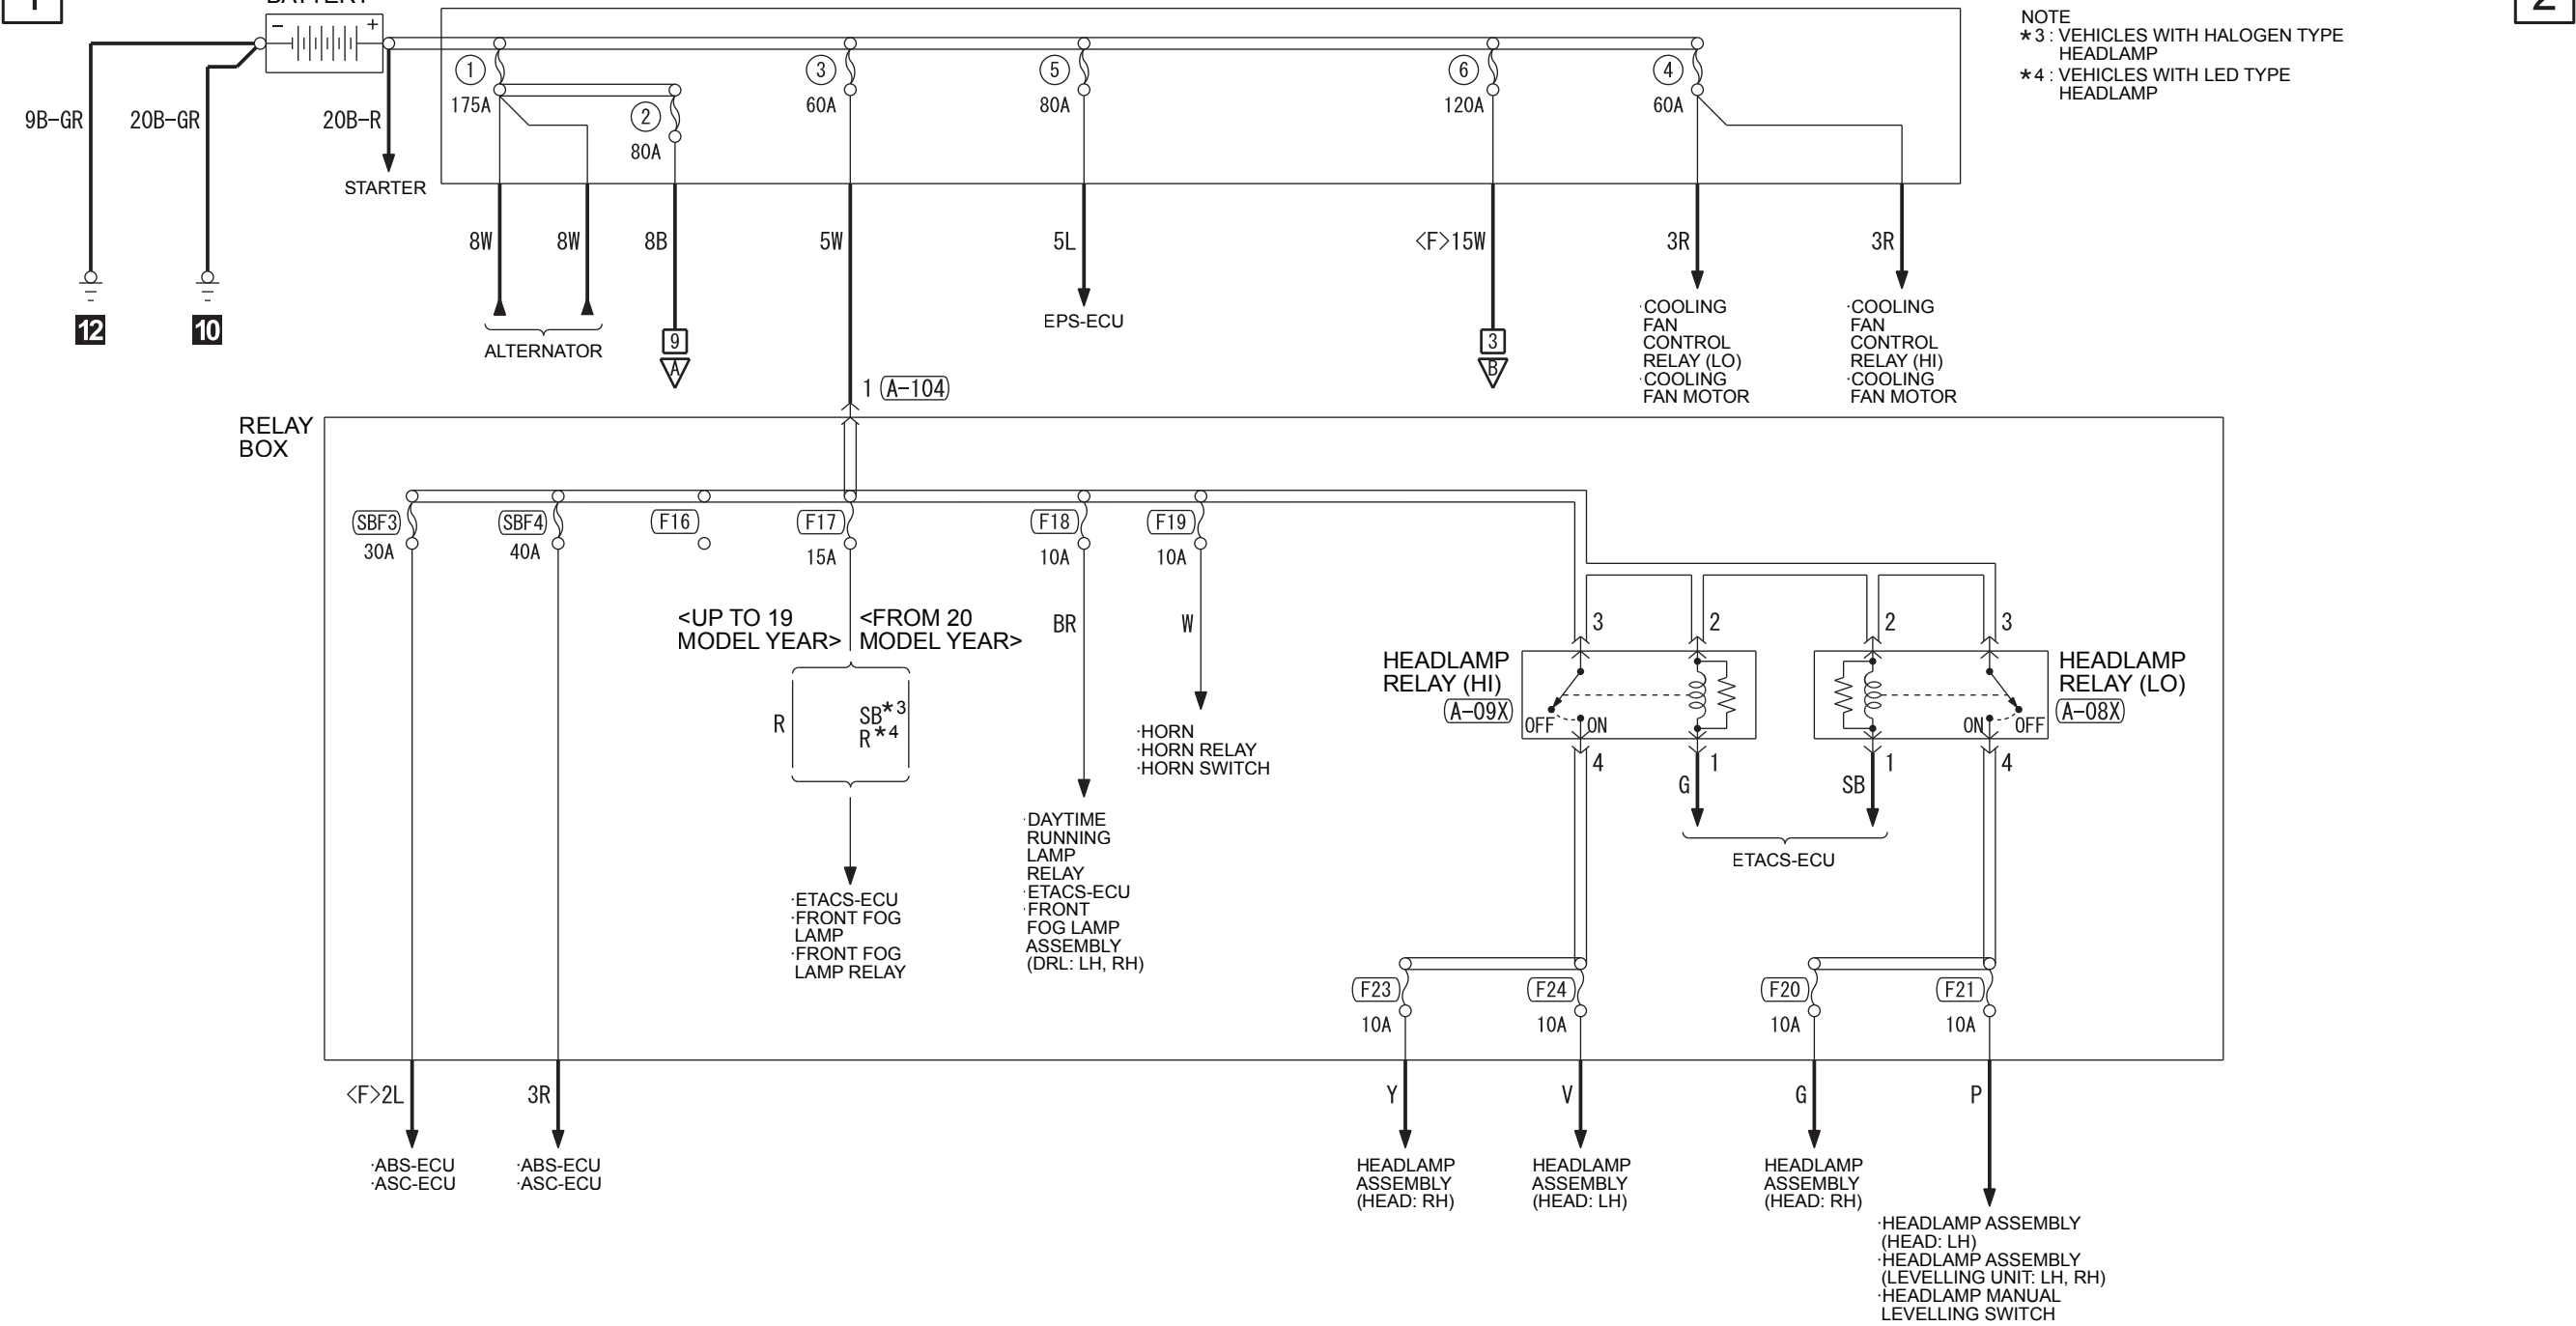 NOTE
*3 : VEHICLES WITH HALOGEN TYPE
HEADLAMP
*4 : VEHICLES WITH LED TYPE
HEADLAMP
− +
1
175A
2
80A
3
60A
5
80A
6
120A
4
60A
9B-GR
20B-GR
20B-R
STARTER
8W
8W
8B
5W
5L
<F>15W
3R
3R
12
10
ALTERNATOR
9
A
EPS-ECU
3
B
·COOLING
FAN
CONTROL
RELAY (LO)
·COOLING
FAN MOTOR
·COOLING
FAN
CONTROL
RELAY (HI)
·COOLING
FAN MOTOR
1 A-104
RELAY
BOX
SBF3
30A
SBF4
40A
F16
F17
15A
F18
10A
F19
10A
<UP TO 19
MODEL YEAR>
<FROM 20
MODEL YEAR>
R
SB*3
R*4
BR
W
·HORN
·HORN RELAY
·HORN SWITCH
·ETACS-ECU
·FRONT FOG
LAMP
·FRONT FOG
LAMP RELAY
·DAYTIME
RUNNING
LAMP
RELAY
·ETACS-ECU
·FRONT
FOG LAMP
ASSEMBLY
(DRL: LH, RH)
3
2
2
3
HEADLAMP
RELAY (HI)
A-09X
OFF ON
HEADLAMP
RELAY (LO)
A-08X
ON OFF
4
1
1
4
G
SB
ETACS-ECU
F23
10A
F24
10A
F20
10A
F21
10A
<F>2L
3R
Y
V
G
P
·ABS-ECU
·ASC-ECU
·ABS-ECU
·ASC-ECU
HEADLAMP
ASSEMBLY
(HEAD: RH)
HEADLAMP
ASSEMBLY
(HEAD: LH)
HEADLAMP
ASSEMBLY
(HEAD: RH)
·HEADLAMP ASSEMBLY
(HEAD: LH)
·HEADLAMP ASSEMBLY
(LEVELLING UNIT: LH, RH)
·HEADLAMP MANUAL
LEVELLING SWITCH